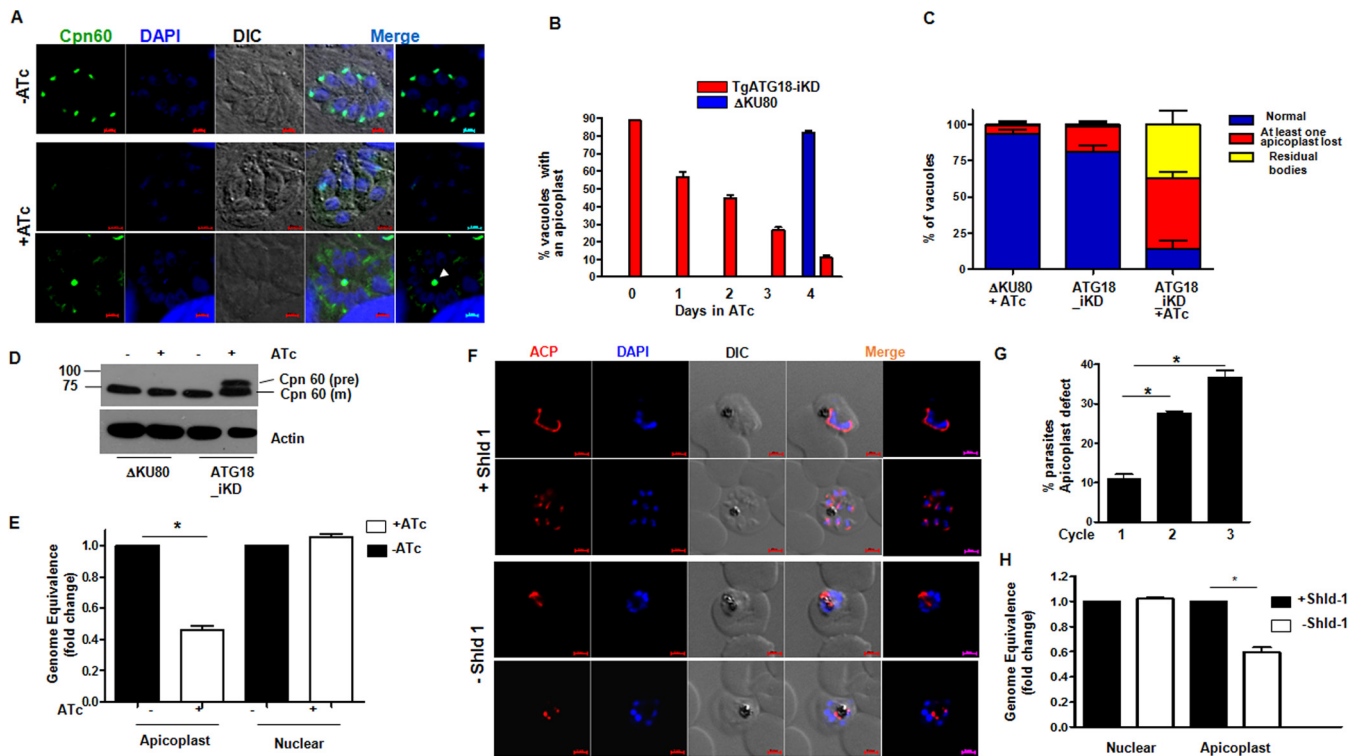 A
Cpn60 DAPI DIC Merge
-ATc
+ATc
B
TgATG18-iKD
ΔKU80
% vacuoles with
an apicoplast
90
80
70
60
50
40
30
20
10
0
0 1 2 3 4
Days in ATc
C
Normal
At least one
apicoplast lost
Residual
bodies
% of vacuoles
100
75
50
25
0
ΔKU80
+ ATc
ATG18
_iKD
ATG18
_iKD
+ATc
D
- + - + ATc
100
75
Cpn 60 (pre)
Cpn 60 (m)
Actin
ΔKU80
ATG18
_iKD
E
+ATc
-ATc
*
Genome Equivalence
(fold change)
1.0
0.8
0.6
0.4
0.2
0.0
ATC - + - +
Apicoplast Nuclear
F
ACP DAPI DIC Merge
+ Shld 1
- Shld 1
G
% parasites
Apicoplast defect
40
30
20
10
0
* *
Cycle 1 2 3
H
Genome Equivalence
(fold change)
1.2
1.0
0.8
0.6
0.4
0.2
0.0
*
+Shld-1
-Shld-1
Nuclear Apicoplast